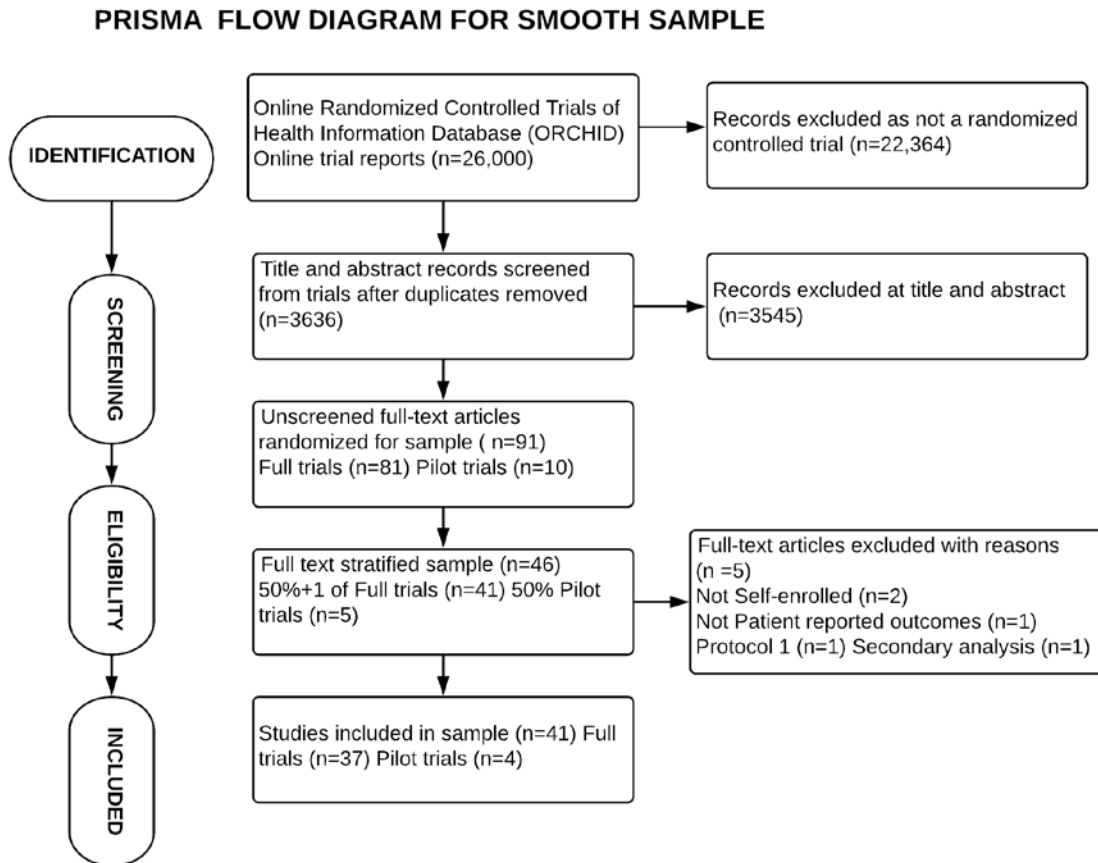 PRISMA FLOW DIAGRAM FOR SMOOTH SAMPLE
IDENTIFICATION
Online Randomized Controlled Trials of
Health Information Database (ORCHID)
Online trial reports (n=26,000)
Records excluded as not a randomized
controlled trial (n=22,364)
SCREENING
Title and abstract records screened
from trials after duplicates removed
(n=3636)
Records excluded at title and abstract
(n=3545)
Unscreened full-text articles
randomized for sample ( n=91)
Full trials (n=81) Pilot trials (n=10)
ELIGIBILITY
Full text stratified sample (n=46)
50%+1 of Full trials (n=41) 50% Pilot
trials (n=5)
Full-text articles excluded with reasons
(n =5)
Not Self-enrolled (n=2)
Not Patient reported outcomes (n=1)
Protocol 1 (n=1) Secondary analysis (n=1)
INCLUDED
Studies included in sample (n=41) Full
trials (n=37) Pilot trials (n=4)